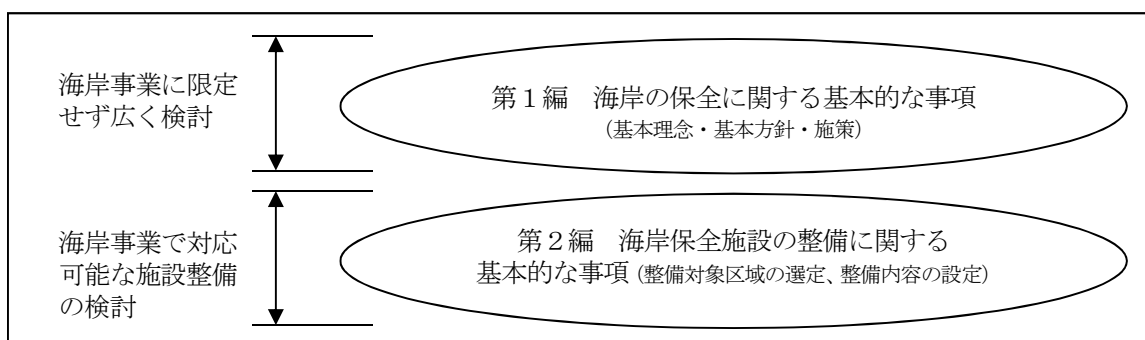 海岸事業に限定
せず広く検討
第１編　海岸の保全に関する基本的な事項
(基本理念・基本方針・施策)
海岸事業で対応
可能な施設整備
の検討
第２編　海岸保全施設の整備に関する
基本的な事項（整備対象区域の選定、整備内容の設定）